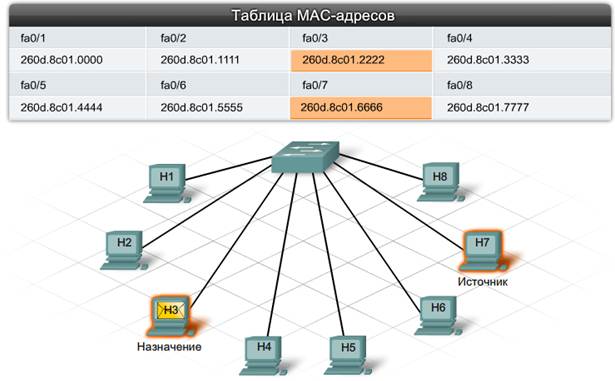 Таблица MAC-адресов
fa0/1 fa0/2 fa0/3 fa0/4
260d.8c01.0000 260d.8c01.1111 260d.8c01.2222 260d.8c01.3333
fa0/5 fa0/6 fa0/7 fa0/8
260d.8c01.4444 260d.8c01.5555 260d.8c01.6666 260d.8c01.7777
H1
H8
H2
H7
Источник
H3
H6
Назначение
H4
H5